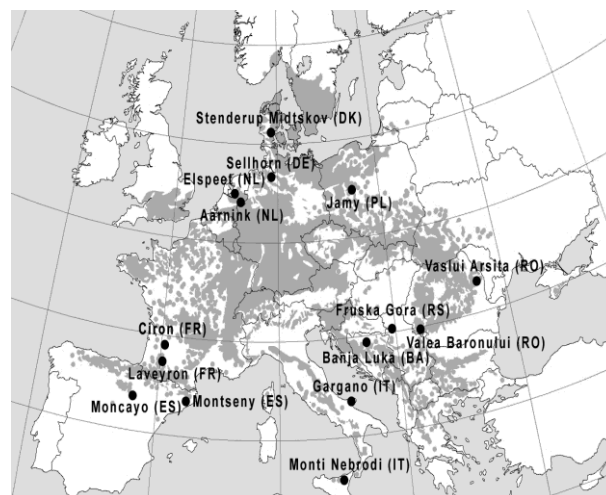 Stenderup Midtskov (DK)
Sellhorn (DE)
Elspeet (NL)
Aarnink (NL)
Jamy (PL)
Vaslui Arsita (RO)
Fruska Gora (RS)
Valea Baronului (RO)
Banja Luka (BA)
Ciron (FR)
Laveyron (FR)
Gargano (IT)
Moncayo (ES)
Montseny (ES)
Monti Nebrodi (IT)